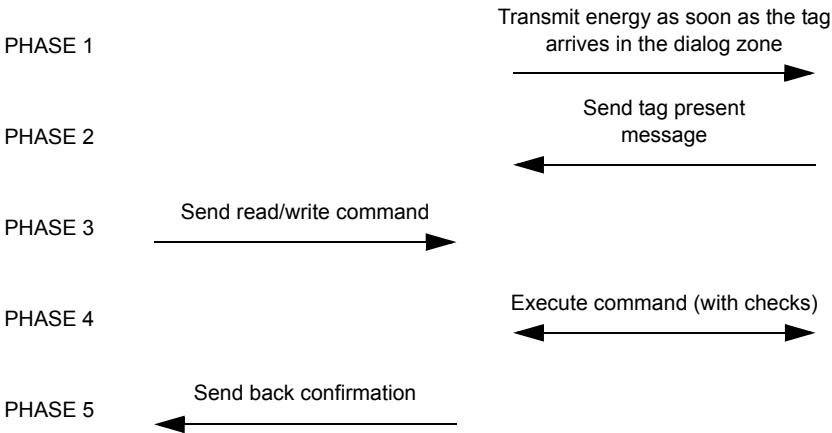 Transmit energy as soon as the tag
PHASE 1
arrives in the dialog zone
Send tag present
PHASE 2
message
Send read/write command
PHASE 3
Execute command (with checks)
PHASE 4
Send back confirmation
PHASE 5